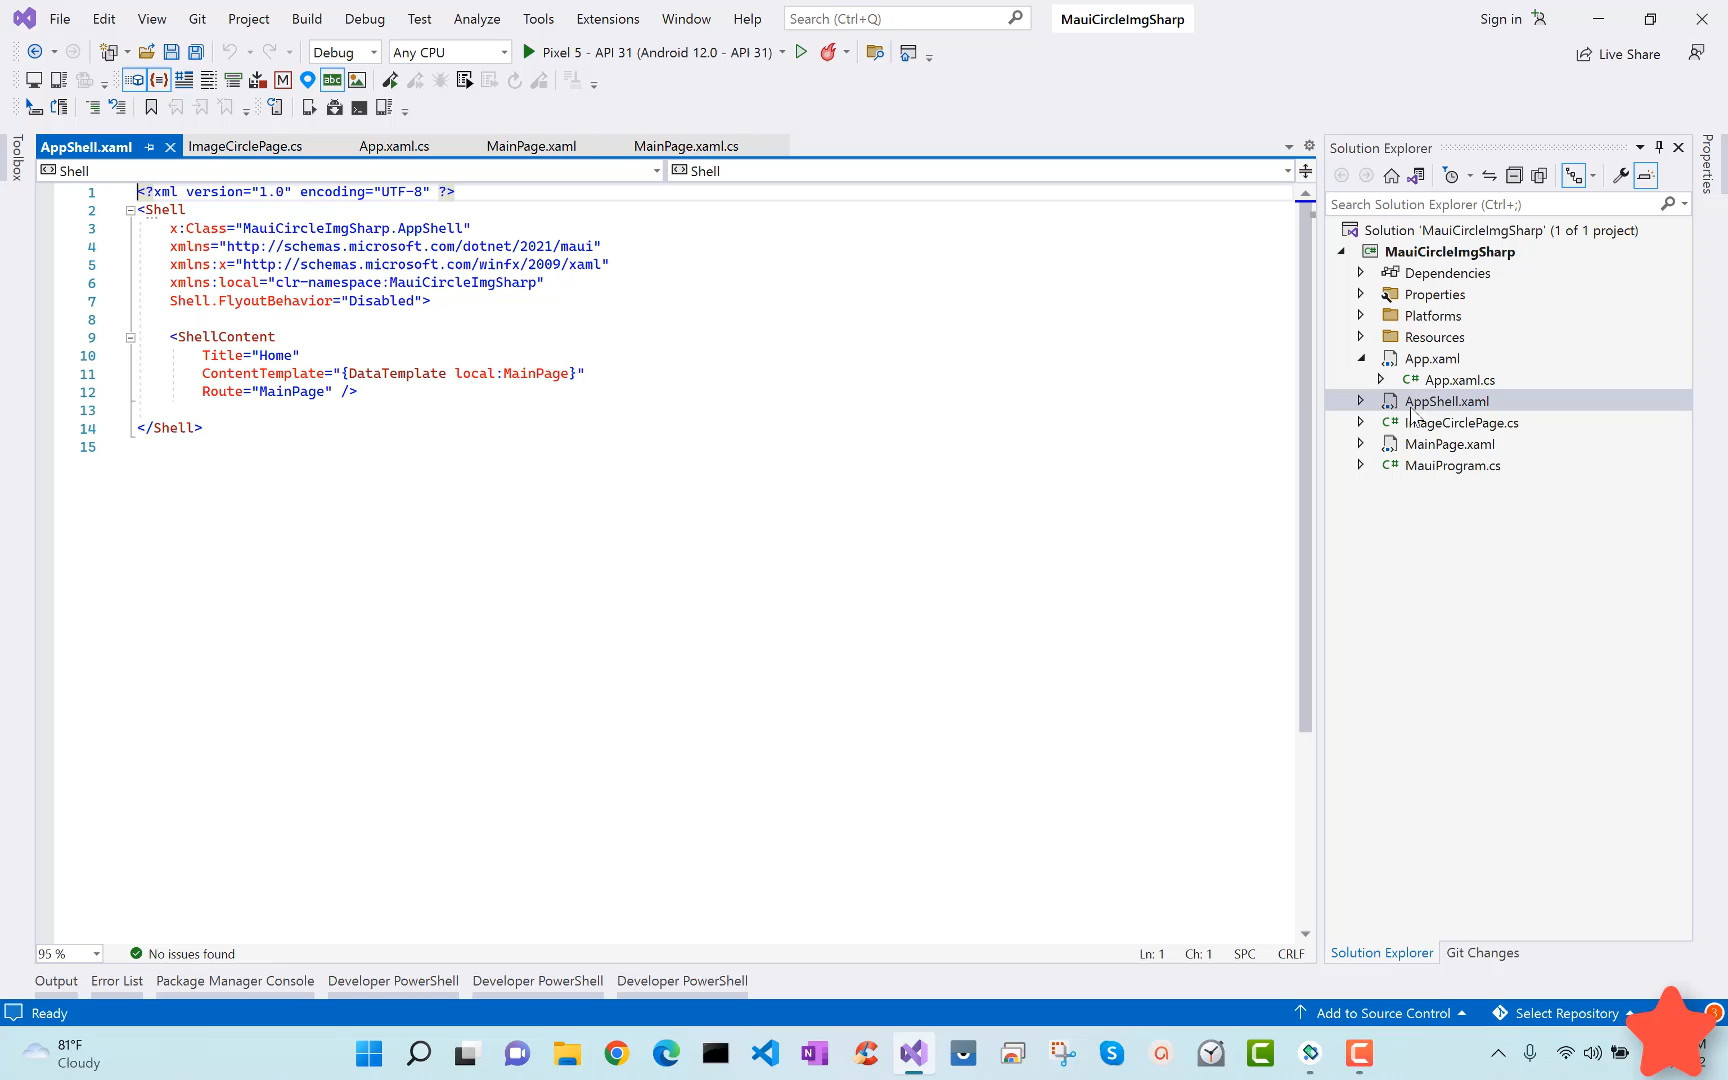 File Edit View Git Project Build Debug Test Analyze Tools Extensions Window Help Search (Ctrl+Q) MauiCircleImgSharp Sign in
Debug Any CPU Pixel 5 - API 31 (Android 12.0 - API 31) Live Share
Toolbox
AppShell.xaml ImageCirclePage.cs App.xaml.cs MainPage.xaml MainPage.xaml.cs
Shell Shell
1 <?xml version="1.0" encoding="UTF-8" ?>
2 <Shell
3 x:Class="MauiCircleImgSharp.AppShell"
4 xmlns="http://schemas.microsoft.com/dotnet/2021/maui"
5 xmlns:x="http://schemas.microsoft.com/winfx/2009/xaml"
6 xmlns:local="clr-namespace:MauiCircleImgSharp"
7 Shell.FlyoutBehavior="Disabled">
8
9 <ShellContent
10 Title="Home"
11 ContentTemplate="{DataTemplate local:MainPage}"
12 Route="MainPage" />
13
14 </Shell>
15
95 % No issues found Ln: 1 Ch: 1 SPC CRLF
Solution Explorer
Search Solution Explorer (Ctrl+;)
Solution 'MauiCircleImgSharp' (1 of 1 project)
MauiCircleImgSharp
Dependencies
Properties
Platforms
Resources
App.xaml
C# App.xaml.cs
AppShell.xaml
C# ImageCirclePage.cs
MainPage.xaml
C# MauiProgram.cs
Solution Explorer Git Changes
Properties
Output Error List Package Manager Console Developer PowerShell Developer PowerShell Developer PowerShell
Ready Add to Source Control Select Repository 3
81°F
Cloudy